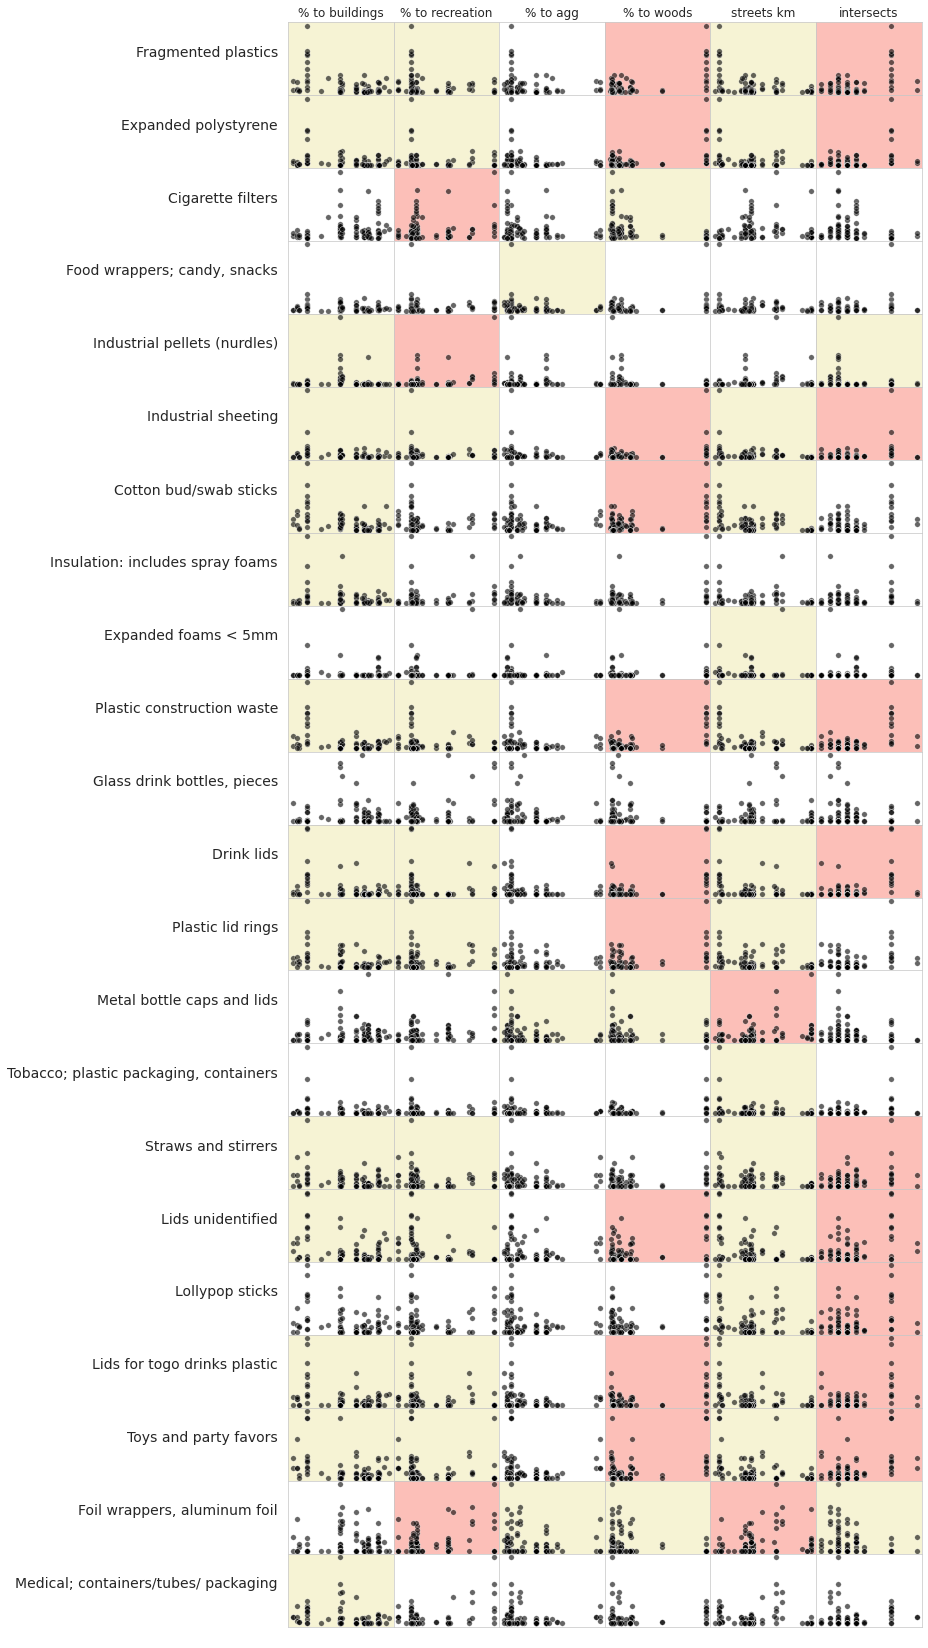 % to buildings % to recreation % to agg % to woods streets km intersects
Fragmented plastics
Expanded polystyrene
Cigarette filters
Food wrappers; candy, snacks
Industrial pellets (nurdles)
Industrial sheeting
Cotton bud/swab sticks
Insulation: includes spray foams
Expanded foams < 5mm
Plastic construction waste
Glass drink bottles, pieces
Drink lids
Plastic lid rings
Metal bottle caps and lids
Tobacco; plastic packaging, containers
Straws and stirrers
Lids unidentified
Lollypop sticks
Lids for togo drinks plastic
Toys and party favors
Foil wrappers, aluminum foil
Medical; containers/tubes/ packaging